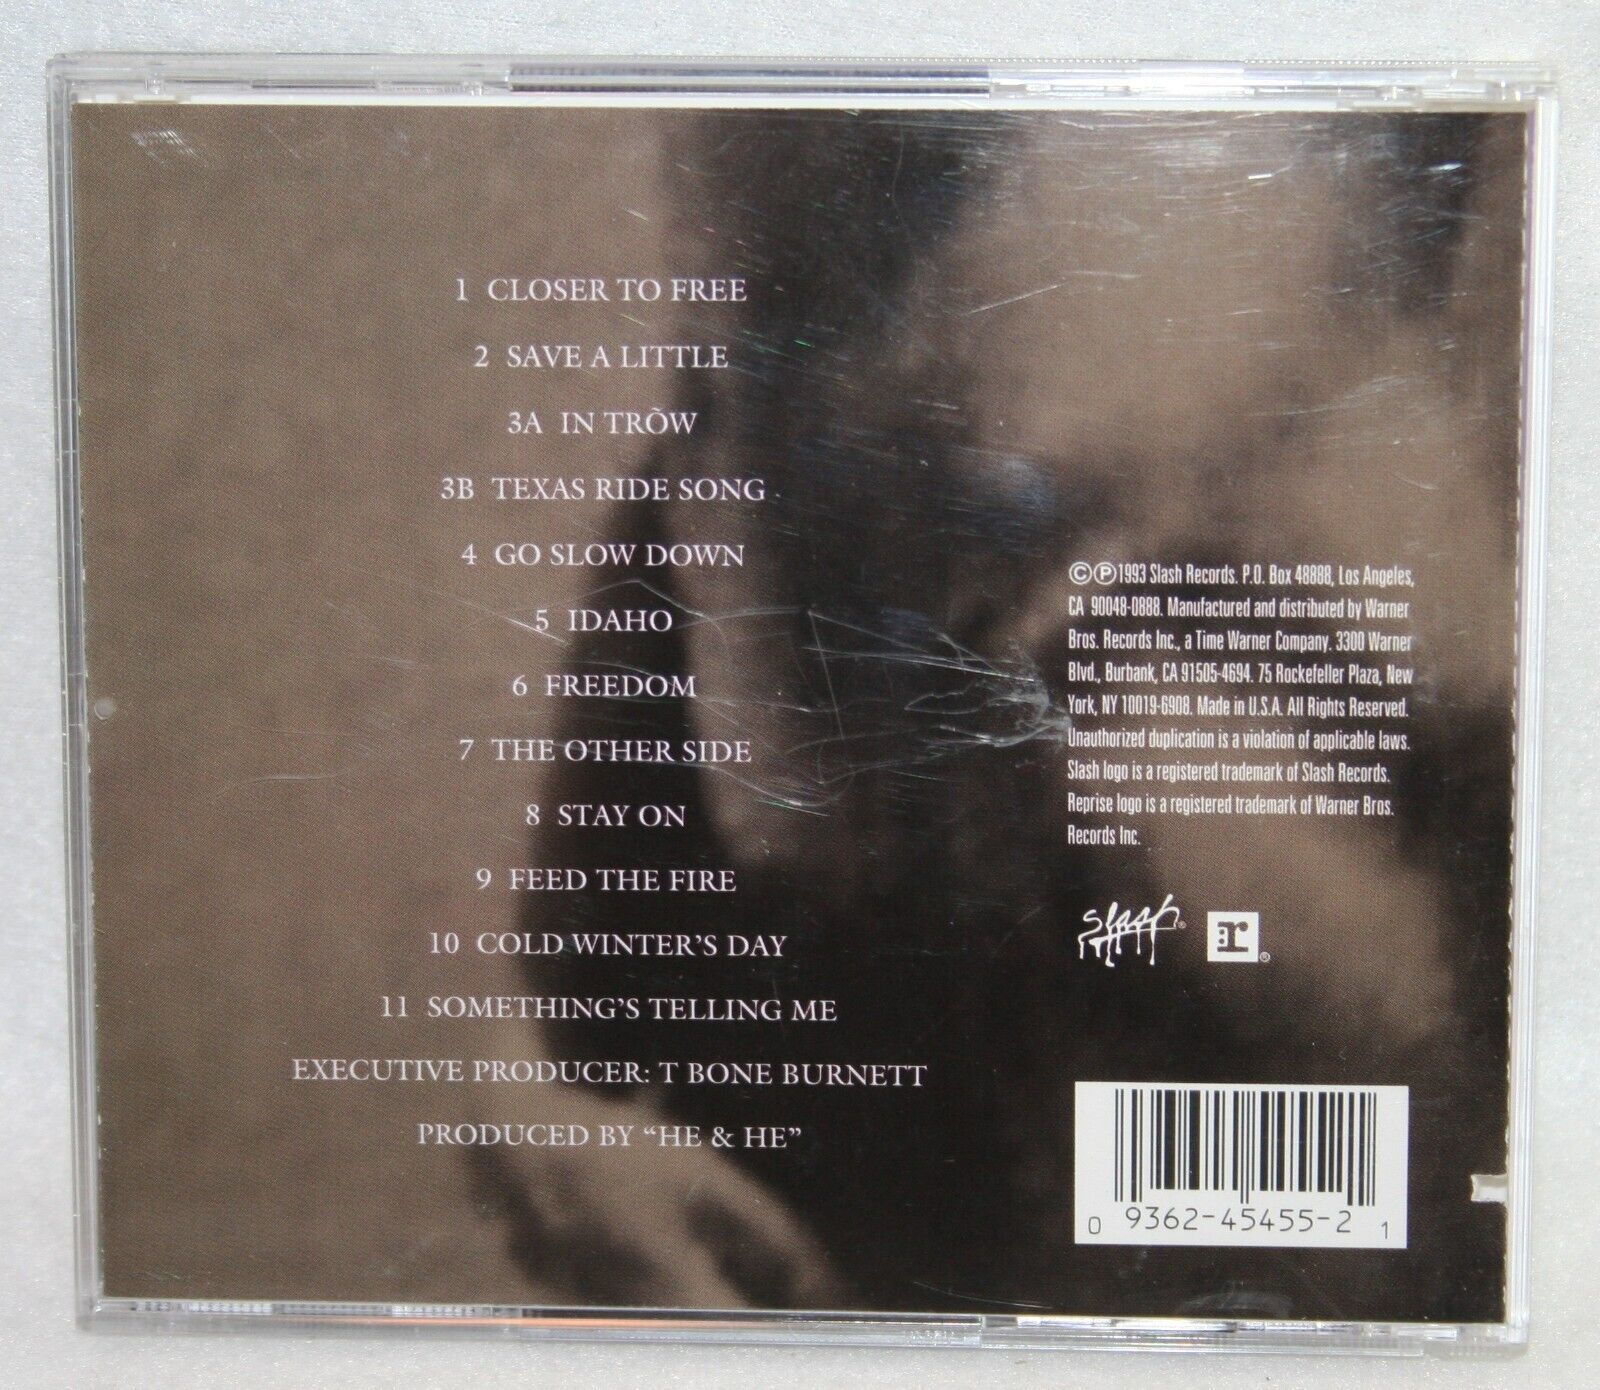 1 CLOSER TO FREE
2 SAVE A LITTLE
3A IN TRÕW
3B TEXAS RIDE SONG
4 GO SLOW DOWN
5 IDAHO
6 FREEDOM
7 THE OTHER SIDE
8 STAY ON
9 FEED THE FIRE
10 COLD WINTER'S DAY
11 SOMETHING'S TELLING ME
EXECUTIVE PRODUCER: T BONE BURNETT
PRODUCED BY “HE & HE”
©℗1993 Slash Records. P.O. Box 48888, Los Angeles,
CA 90048-0888. Manufactured and distributed by Warner
Bros. Records Inc., a Time Warner Company. 3300 Warner
Blvd., Burbank, CA 91505-4694. 75 Rockefeller Plaza, New
York, NY 10019-6908. Made in U.S.A. All Rights Reserved.
Unauthorized duplication is a violation of applicable laws.
Slash logo is a registered trademark of Slash Records.
Reprise logo is a registered trademark of Warner Bros.
Records Inc.
Slash® :r®
0 9362-45455-2 1